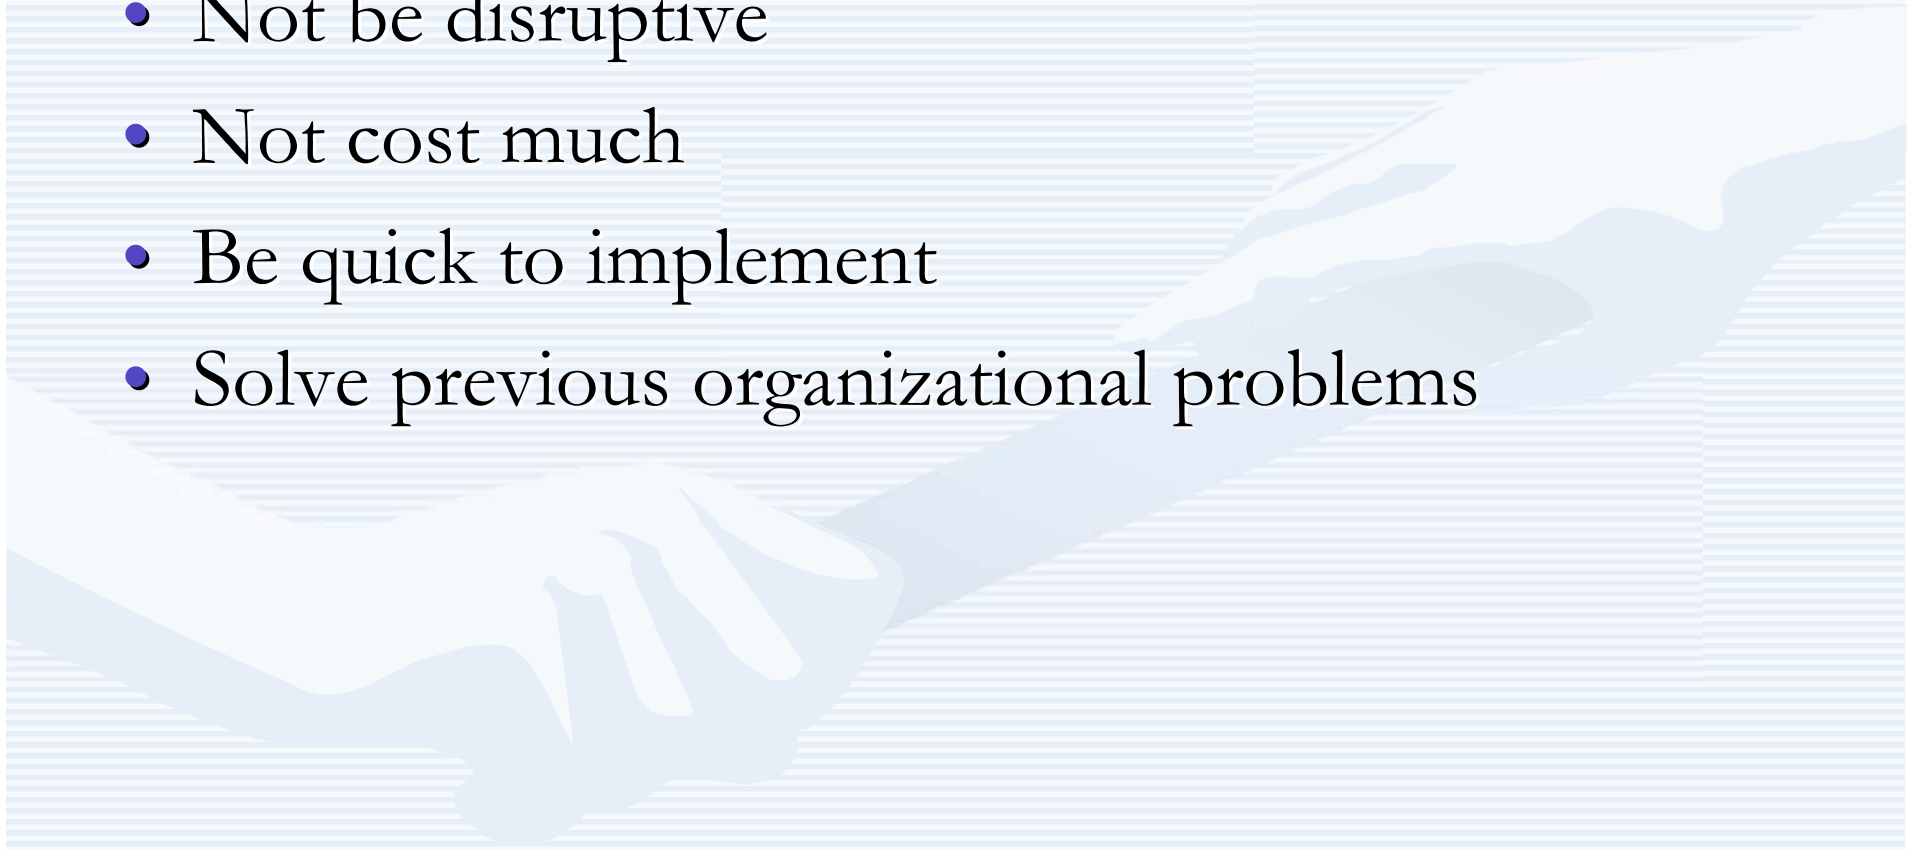 • Not be disruptive
• Not cost much
• Be quick to implement
• Solve previous organizational problems